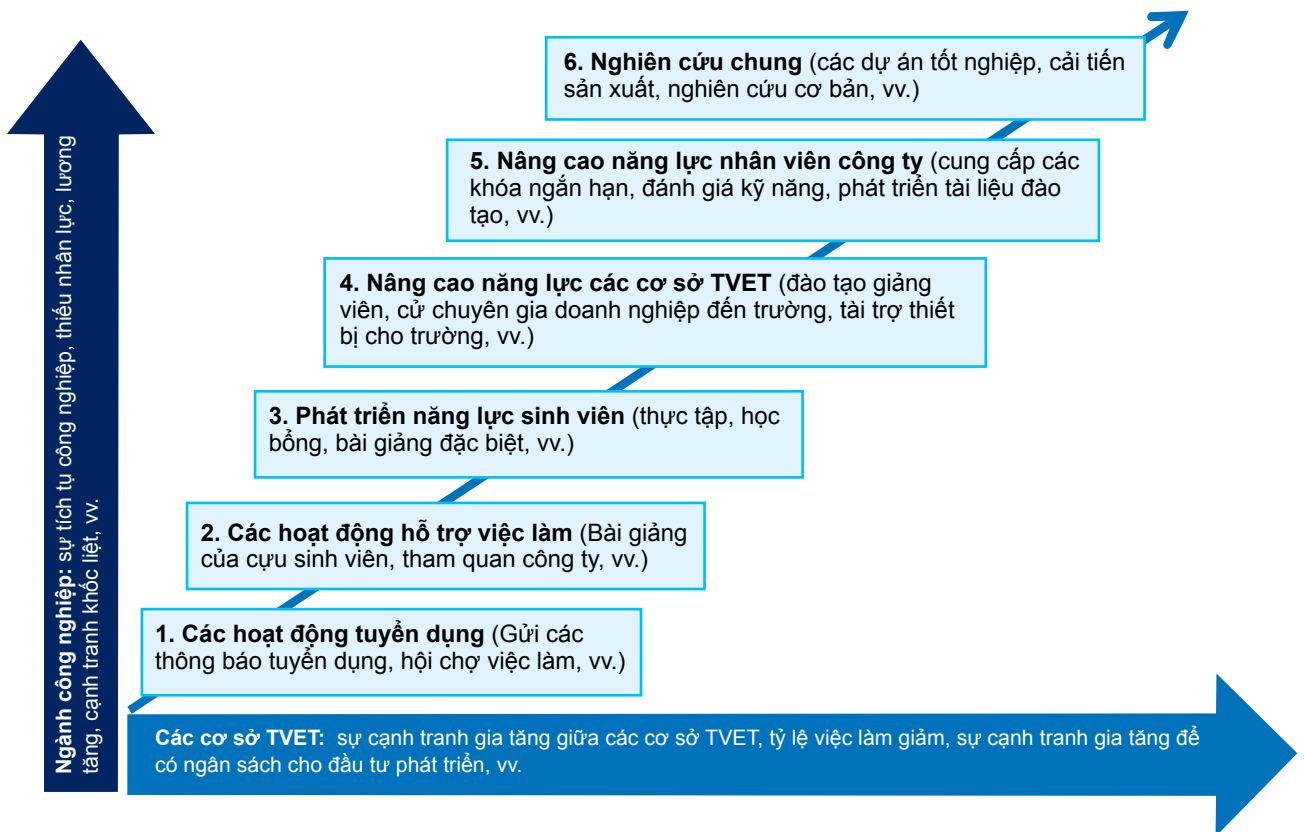 6. Nghiên cứu chung (các dự án tốt nghiệp, cải tiến
sản xuất, nghiên cứu cơ bản, vv.)
5. Nâng cao năng lực nhân viên công ty (cung cấp các
khóa ngắn hạn, đánh giá kỹ năng, phát triển tài liệu đào
tạo, vv.)
4. Nâng cao năng lực các cơ sở TVET (đào tạo giảng
viên, cử chuyên gia doanh nghiệp đến trường, tài trợ thiết
bị cho trường, vv.)
3. Phát triển năng lực sinh viên (thực tập, học
bổng, bài giảng đặc biệt, vv.)
2. Các hoạt động hỗ trợ việc làm (Bài giảng
của cựu sinh viên, tham quan công ty, vv.)
1. Các hoạt động tuyển dụng (Gửi các
thông báo tuyển dụng, hội chợ việc làm, vv.)
Ngành công nghiệp: sự tích tụ công nghiệp, thiếu nhân lực, lương
tăng, cạnh tranh khốc liệt, vv.
Các cơ sở TVET: sự cạnh tranh gia tăng giữa các cơ sở TVET, tỷ lệ việc làm giảm, sự cạnh tranh gia tăng để
có ngân sách cho đầu tư phát triển, vv.